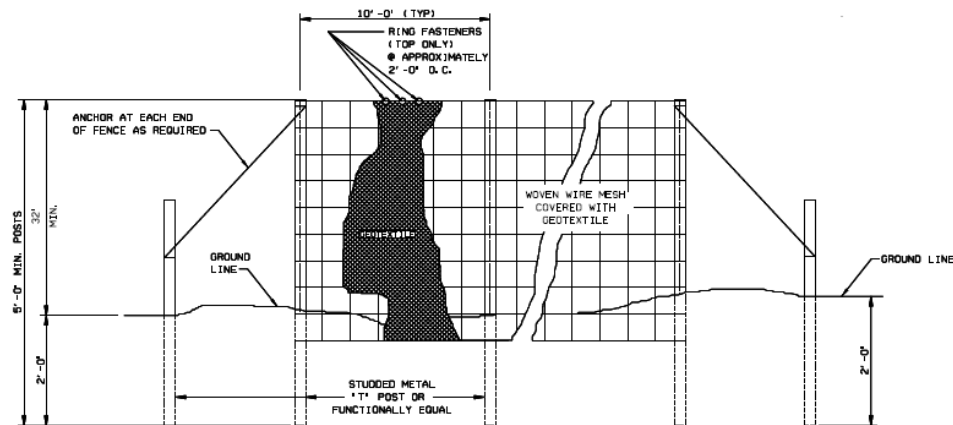 10'-0' (TYP)
RING FASTENERS
(TOP ONLY)
@ APPROXIMATELY
2'-0' O.C.
ANCHOR AT EACH END
OF FENCE AS REQUIRED
5'-0' MIN. POSTS
32'
MIN.
WOVEN WIRE MESH
COVERED WITH
GEOTEXTILE
GEOTEXTILE
GROUND
LINE
GROUND LINE
2'-0'
2'-0'
STUDDED METAL
'T' POST OR
FUNCTIONALLY EQUAL